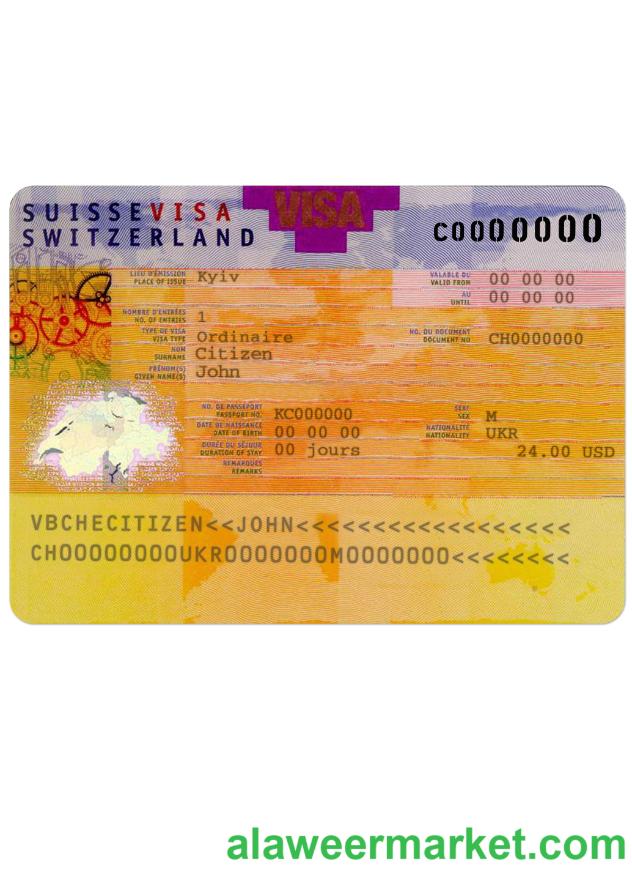 SUISSEVISA
SWITZERLAND
VISA
C0000000
LIEU D'ÉMISSION
PLACE OF ISSUE
Kyiv
VALABLE DU
VALID FROM
00 00 00
AU
UNTIL
00 00 00
NOMBRE D'ENTRÉES
NO. OF ENTRIES
1
TYPE DE VISA
VISA TYPE
Ordinaire
NO. DU DOCUMENT
DOCUMENT NO
CH0000000
NOM
SURNAME
Citizen
PRÉNOM(S)
GIVEN NAME(S)
John
NO. DE PASSEPORT
PASSPORT NO.
KC000000
SEXE
SEX
M
DATE DE NAISSANCE
DATE OF BIRTH
00 00 00
NATIONALITÉ
NATIONALITY
UKR
DURÉE DU SÉJOUR
DURATION OF STAY
00 jours
24.00 USD
REMARQUES
REMARKS
VBCHECITIZEN<<JOHN<<<<<<<<<<<<<<<<<<
CH00000000UKR0000000M0000000<<<<<<<<
alaweermarket.com